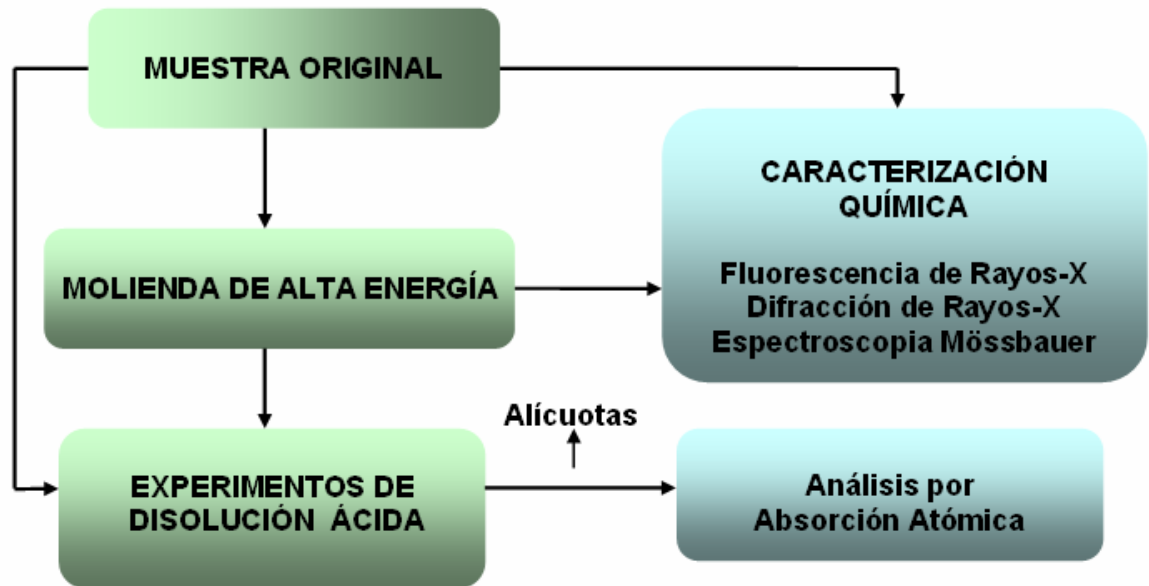 MUESTRA ORIGINAL
CARACTERIZACIÓN
QUÍMICA
Fluorescencia de Rayos-X
Difracción de Rayos-X
Espectroscopia Mössbauer
MOLIENDA DE ALTA ENERGÍA
EXPERIMENTOS DE
DISOLUCIÓN ÁCIDA
Alícuotas
Análisis por
Absorción Atómica